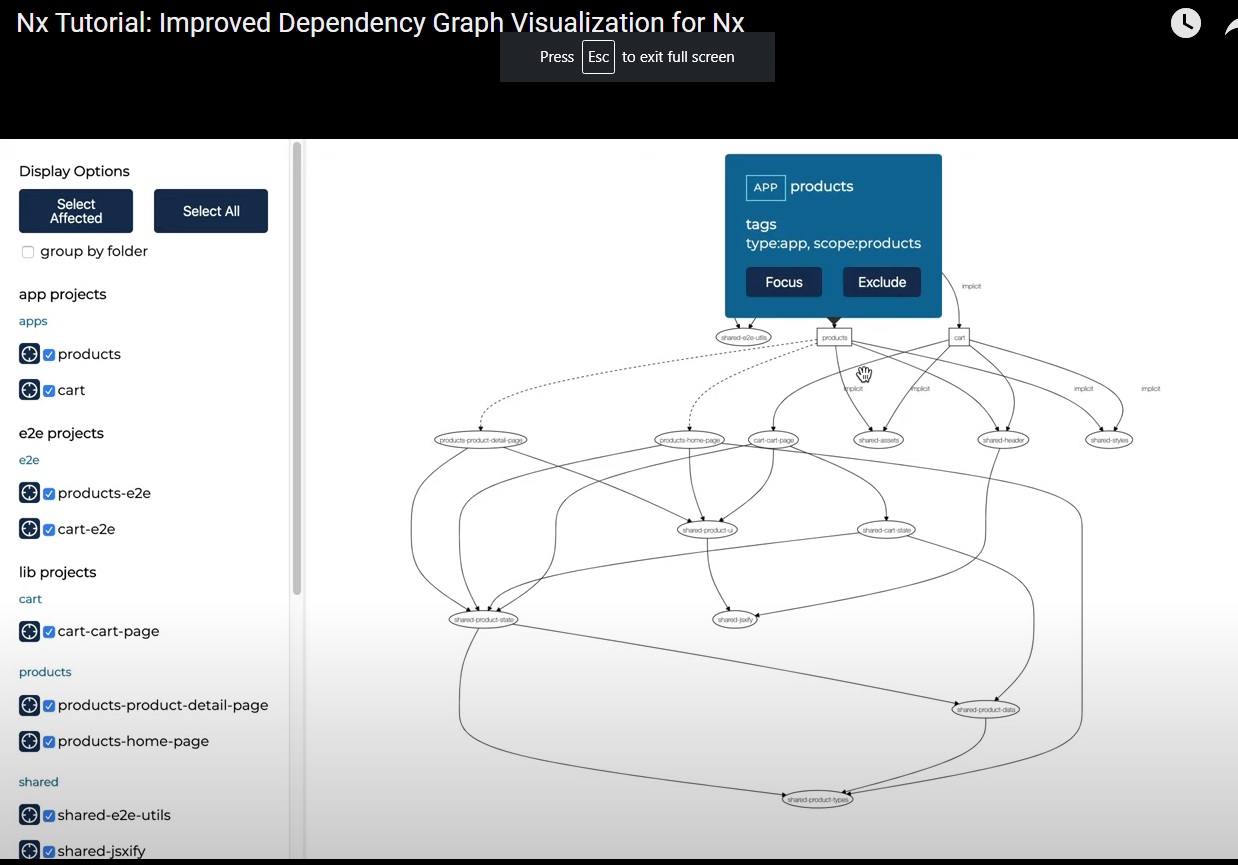 Nx Tutorial: Improved Dependency Graph Visualization for Nx
Press Esc to exit full screen
Display Options
Select Affected
Select All
group by folder
app projects
apps
products
cart
e2e projects
e2e
products-e2e
cart-e2e
lib projects
cart
cart-cart-page
products
products-product-detail-page
products-home-page
shared
shared-e2e-utils
shared-jsxify
APP products
tags
type:app, scope:products
Focus
Exclude
implicit
shared-e2e-utils
products
cart
implicit
implicit
implicit
implicit
products-product-detail-page
products-home-page
cart-cart-page
shared-assets
shared-header
shared-styles
shared-product-ui
shared-cart-state
shared-product-state
shared-jsxify
shared-product-data
shared-product-types